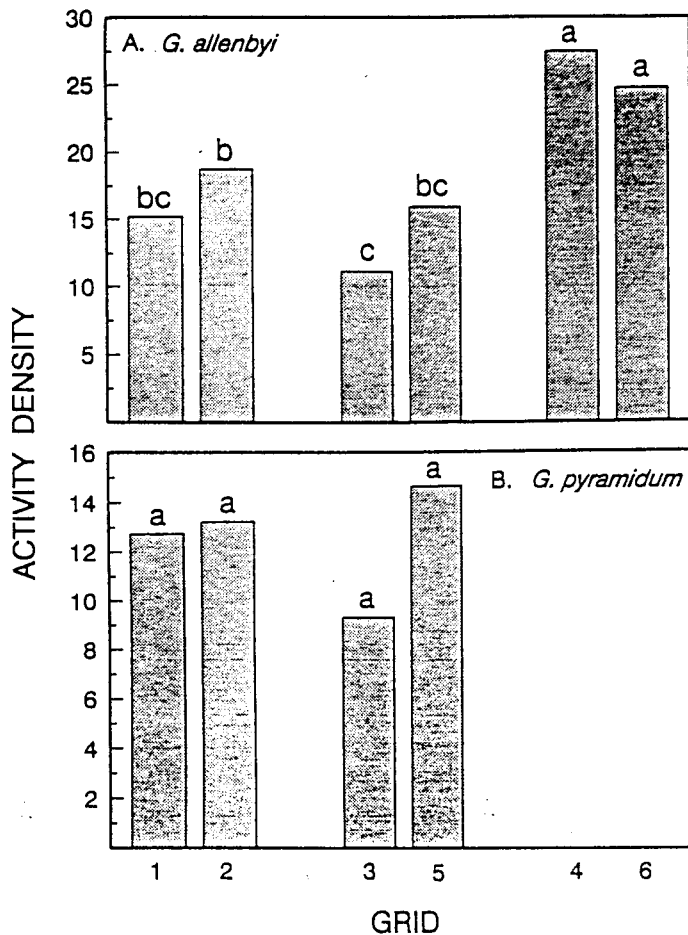 ACTIVITY DENSITY
A. G. allenbyi
30
25
20
15
10
5
bc
b
c
bc
a
a
B. G. pyramidum
16
14
12
10
8
6
4
2
a
a
a
a
1 2 3 5 4 6
GRID